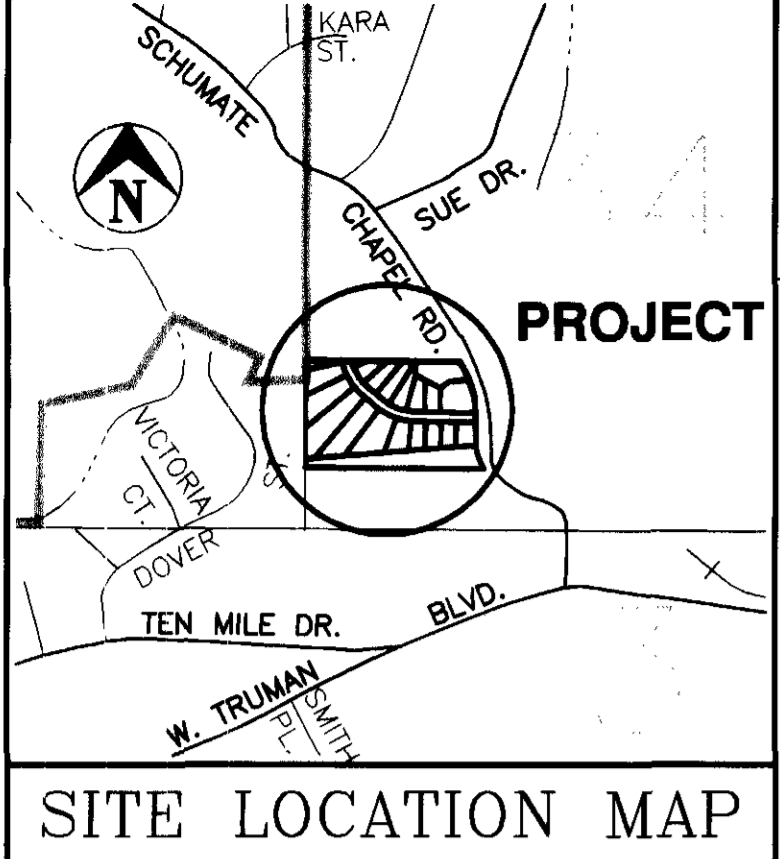 KARA
ST.
SCHUMATE
N
SUE DR.
CHAPEL RD.
PROJECT
VICTORIA
CT.
DOVER
ST.
TEN MILE DR.
BLVD.
W. TRUMAN
SMITH
PL.
SITE LOCATION MAP